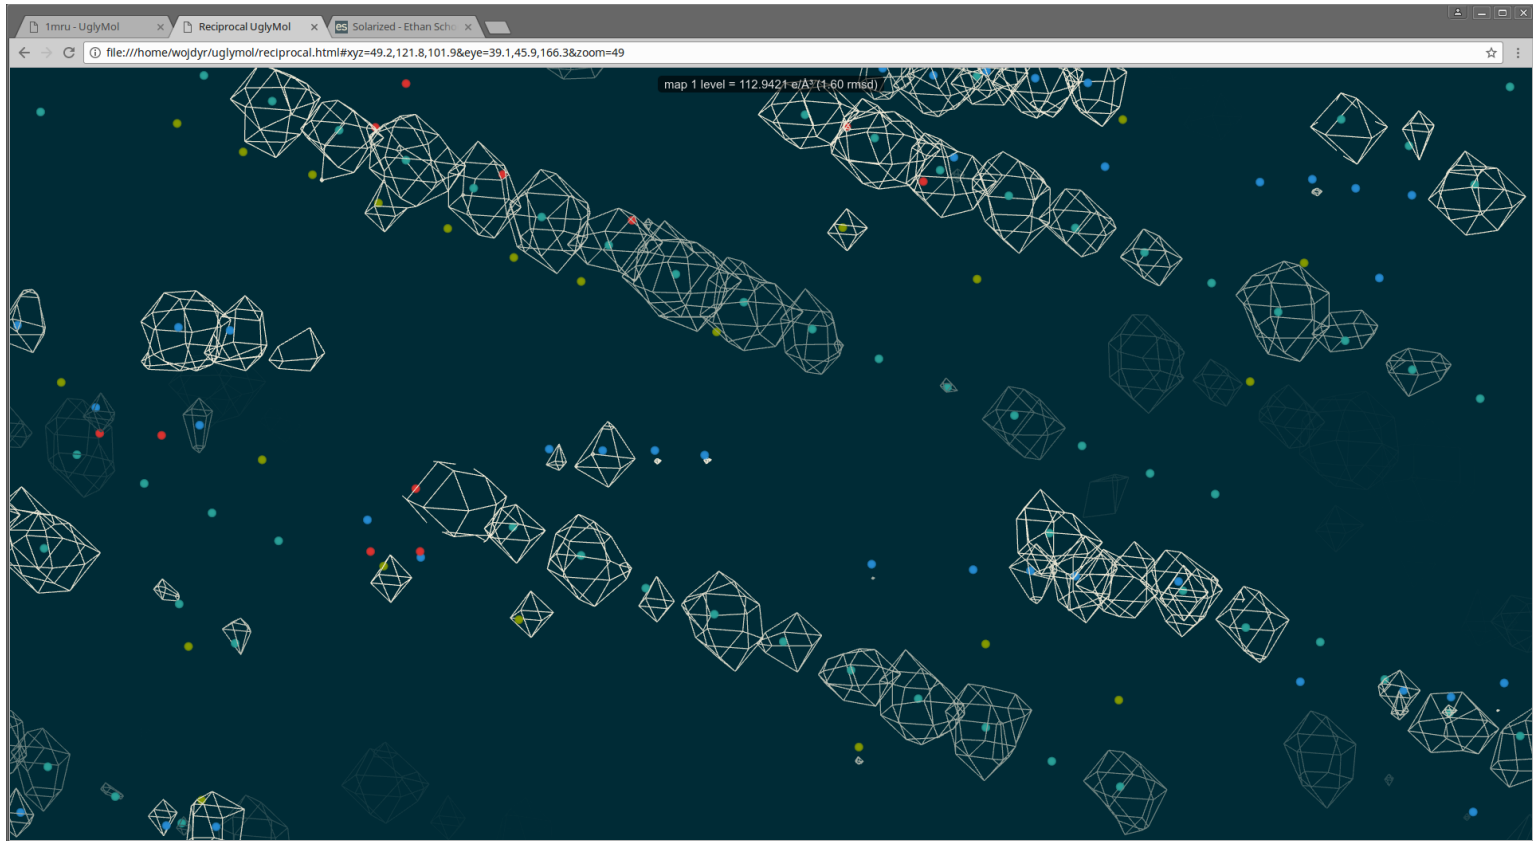 1mru - UglyMol
Reciprocal UglyMol
es Solarized - Ethan Scho
file:///home/wojdyr/uglymol/reciprocal.html#xyz=49.2,121.8,101.9&eye=39.1,45.9,166.3&zoom=49
map 1 level = 112.9421 e/Å³ (1.60 rmsd)